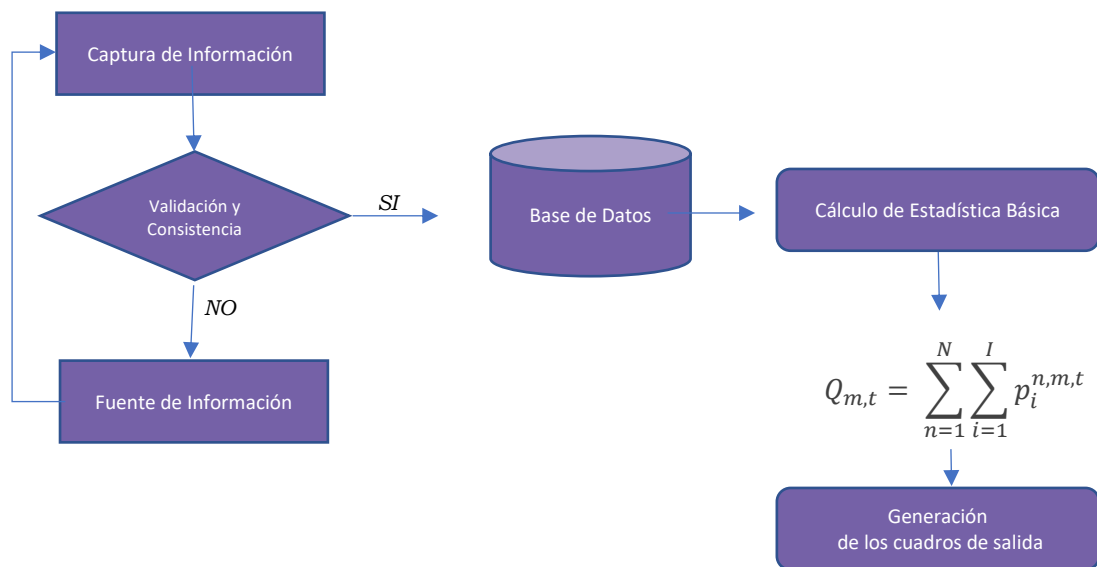 Captura de Información
Validación y
Consistencia
SI
NO
Fuente de Información
Base de Datos
Cálculo de Estadística Básica
Q_{m,t} = \sum_{n=1}^{N} \sum_{i=1}^{I} p_i^{n,m,t}
Generación
de los cuadros de salida